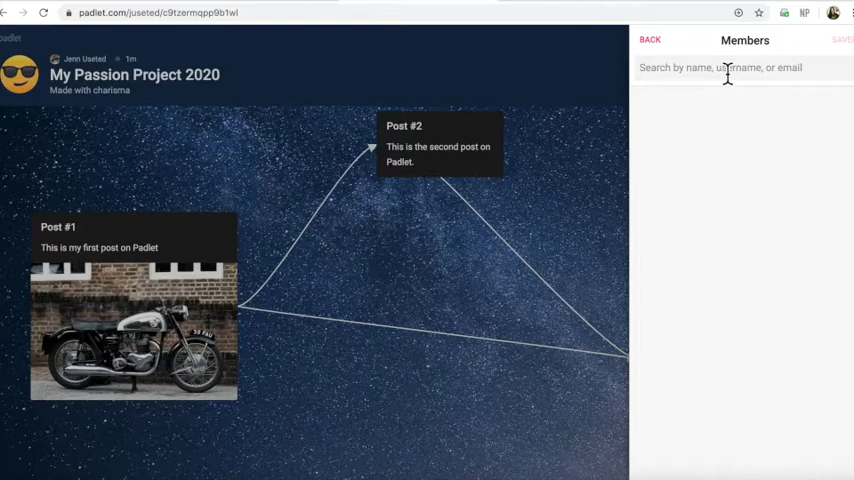 padlet.com/juseted/c9tzermqpp9b1wl
NP
padlet
Jenn Useted 1m
My Passion Project 2020
Made with charisma
BACK
Members
SAVE
Search by name, username, or email
Post #2
This is the second post on
Padlet.
Post #1
This is my first post on Padlet